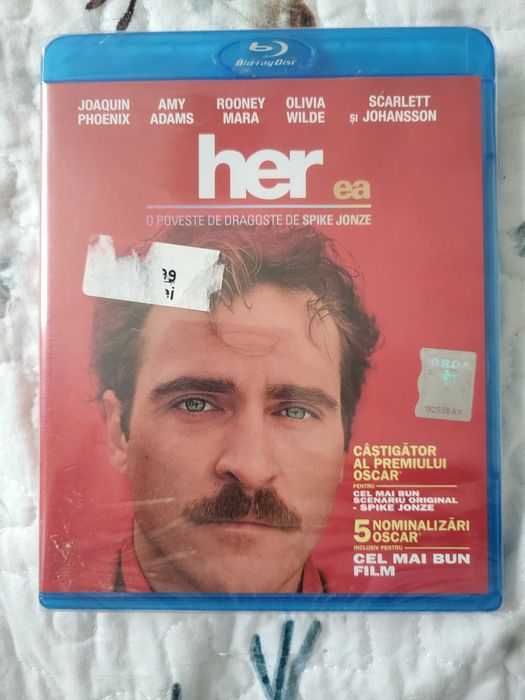 Blu-ray Disc
JOAQUIN PHOENIX
AMY ADAMS
ROONEY MARA
OLIVIA WILDE
ȘI SCARLETT JOHANSSON
her
ea
O POVESTE DE DRAGOSTE DE SPIKE JONZE
99
ei
O.R.D.A
CÂȘTIGĂTOR
AL PREMIULUI
OSCAR®
PENTRU
CEL MAI BUN
SCENARIU ORIGINAL
- SPIKE JONZE
5 NOMINALIZĂRI
OSCAR®
INCLUSIV PENTRU
CEL MAI BUN
FILM